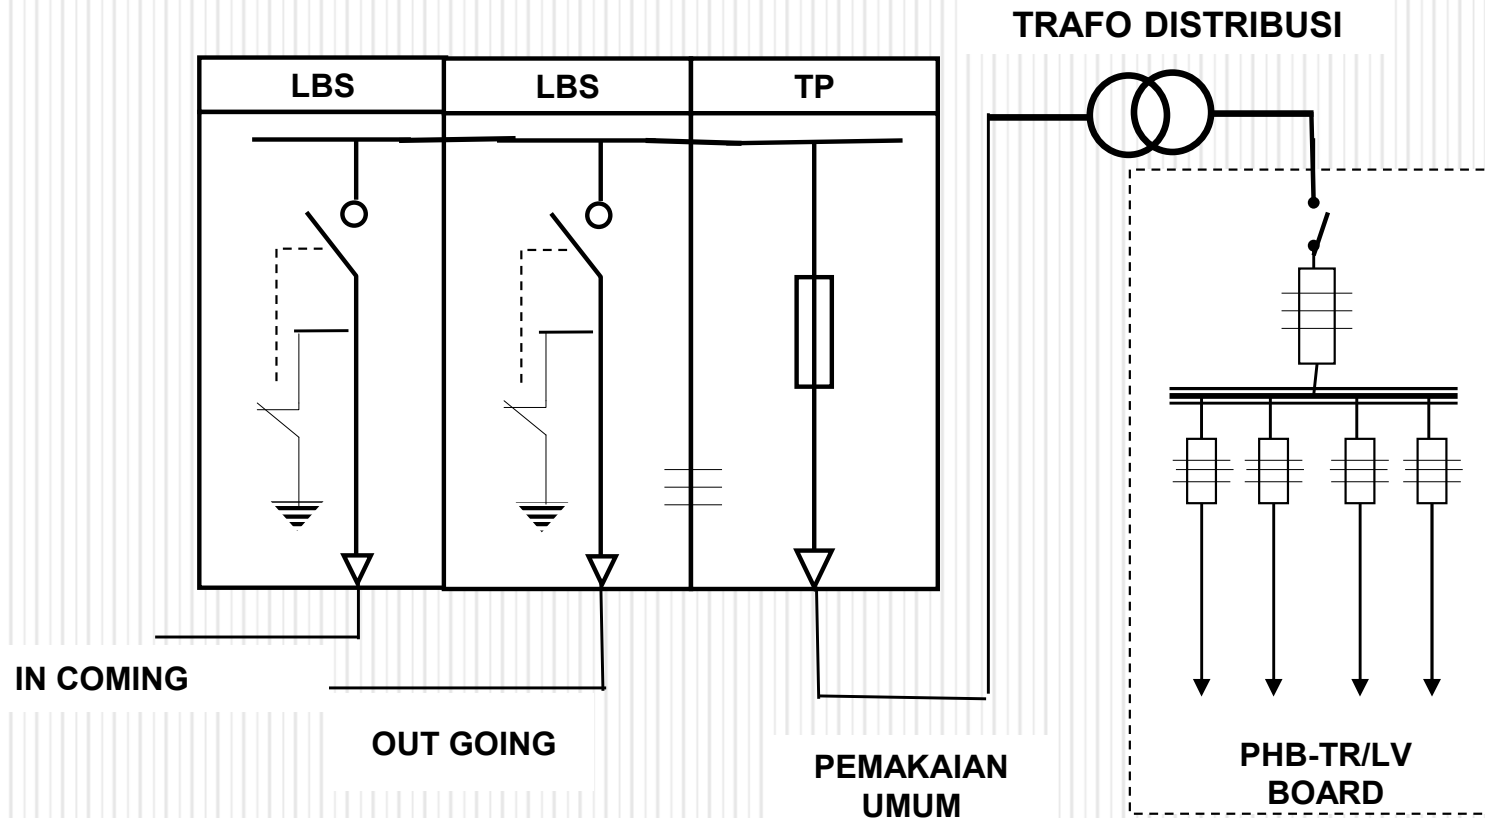 TRAFO DISTRIBUSI
LBS
LBS
TP
IN COMING
OUT GOING
PEMAKAIAN
UMUM
PHB-TR/LV
BOARD